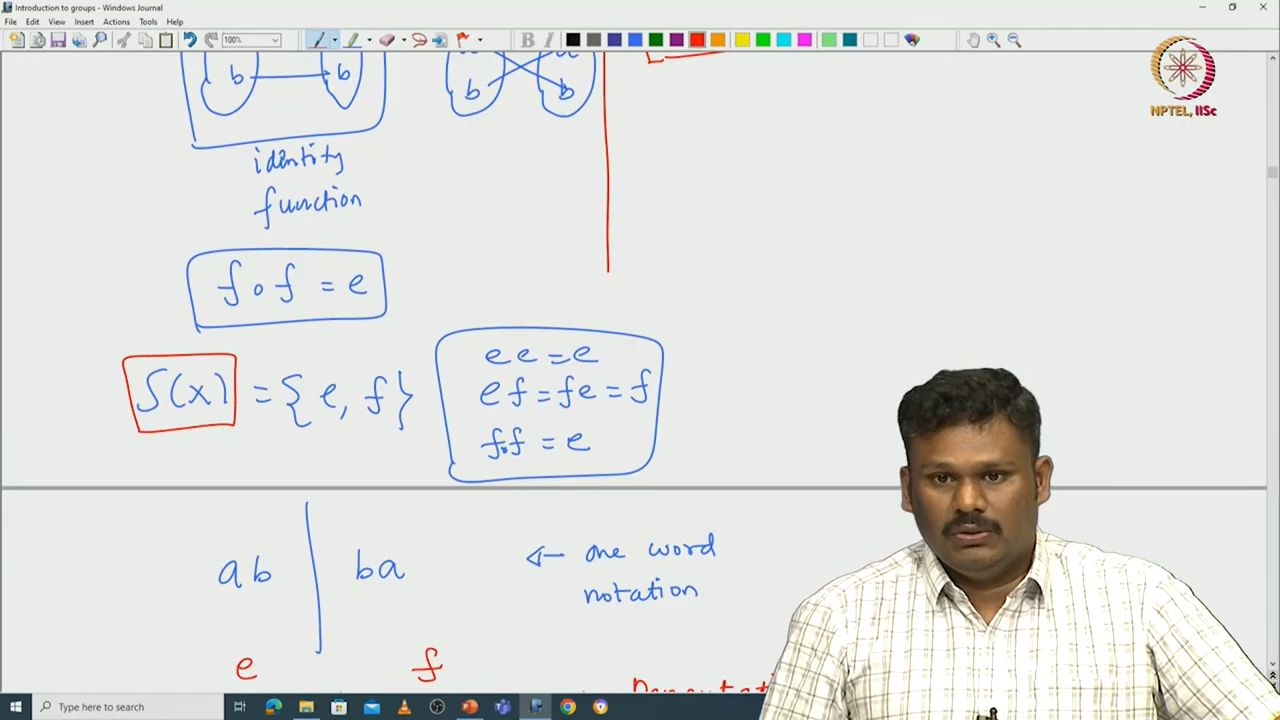 Introduction to groups - Windows Journal
File Edit View Insert Actions Tools Help
100%
B I
NPTEL, IISc
b b
b b
identity
function
f o f = e
S(x) = {e, f}
ee = e
ef = fe = f
f.f = e
ab | ba
← one word
notation
e f
Type here to search